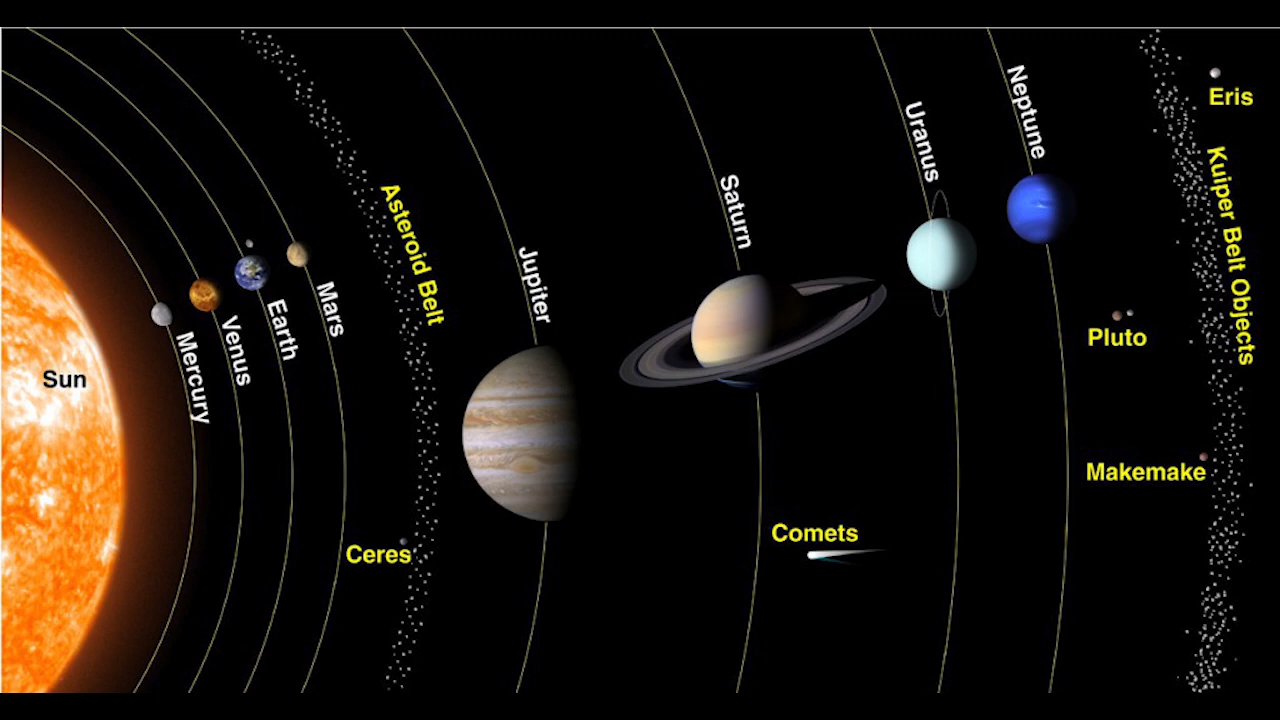 Sun
Mercury
Venus
Earth
Mars
Asteroid Belt
Ceres
Jupiter
Saturn
Comets
Uranus
Neptune
Pluto
Makemake
Eris
Kuiper Belt Objects